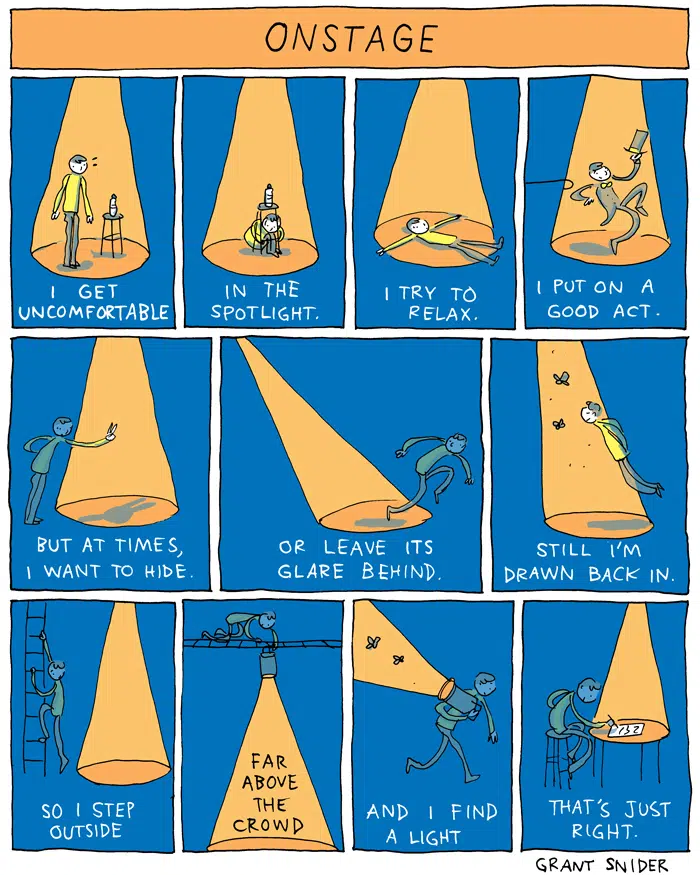 ONSTAGE
I GET
UNCOMFORTABLE
IN THE
SPOTLIGHT.
I TRY TO
RELAX.
I PUT ON A
GOOD ACT.
BUT AT TIMES,
I WANT TO HIDE.
OR LEAVE ITS
GLARE BEHIND.
STILL I'M
DRAWN BACK IN.
SO I STEP
OUTSIDE
FAR
ABOVE
THE
CROWD
AND I FIND
A LIGHT
THAT'S JUST
RIGHT.
GRANT SNIDER